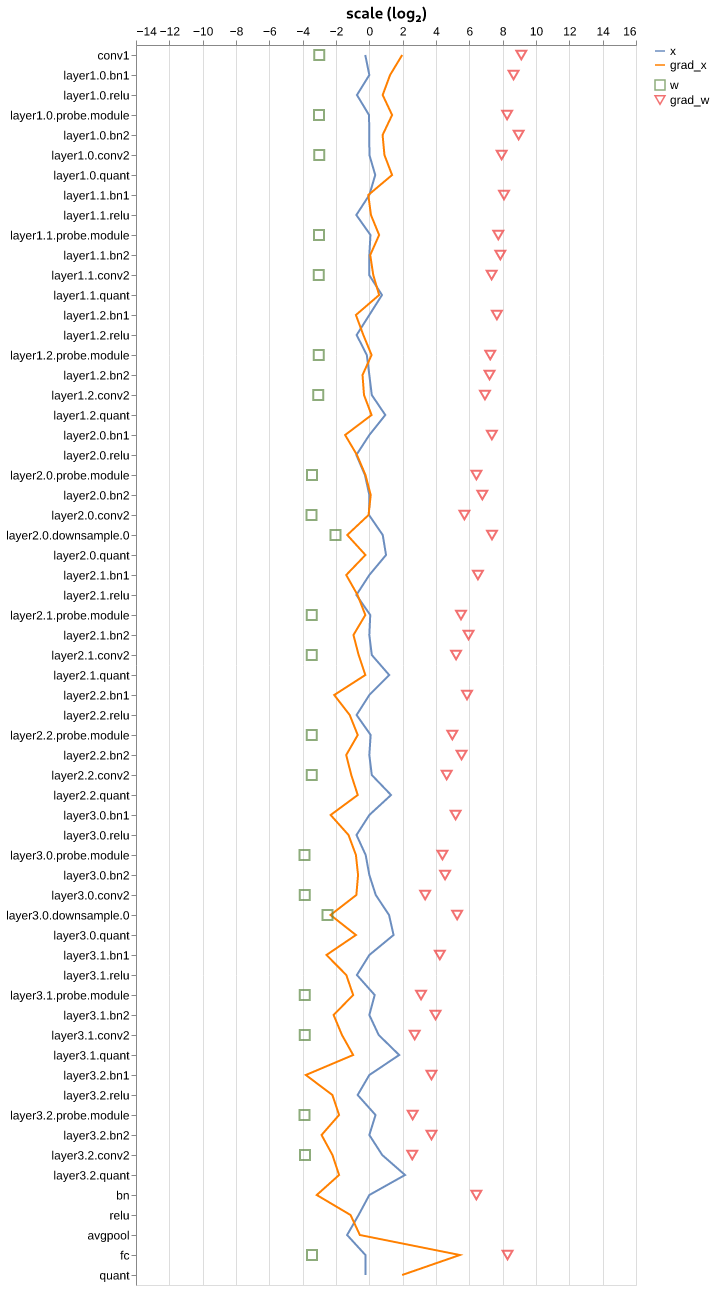 scale (log₂)
−14 −12 −10 −8 −6 −4 −2 0 2 4 6 8 10 12 14 16
x
grad_x
w
grad_w
conv1
layer1.0.bn1
layer1.0.relu
layer1.0.probe.module
layer1.0.bn2
layer1.0.conv2
layer1.0.quant
layer1.1.bn1
layer1.1.relu
layer1.1.probe.module
layer1.1.bn2
layer1.1.conv2
layer1.1.quant
layer1.2.bn1
layer1.2.relu
layer1.2.probe.module
layer1.2.bn2
layer1.2.conv2
layer1.2.quant
layer2.0.bn1
layer2.0.relu
layer2.0.probe.module
layer2.0.bn2
layer2.0.conv2
layer2.0.downsample.0
layer2.0.quant
layer2.1.bn1
layer2.1.relu
layer2.1.probe.module
layer2.1.bn2
layer2.1.conv2
layer2.1.quant
layer2.2.bn1
layer2.2.relu
layer2.2.probe.module
layer2.2.bn2
layer2.2.conv2
layer2.2.quant
layer3.0.bn1
layer3.0.relu
layer3.0.probe.module
layer3.0.bn2
layer3.0.conv2
layer3.0.downsample.0
layer3.0.quant
layer3.1.bn1
layer3.1.relu
layer3.1.probe.module
layer3.1.bn2
layer3.1.conv2
layer3.1.quant
layer3.2.bn1
layer3.2.relu
layer3.2.probe.module
layer3.2.bn2
layer3.2.conv2
layer3.2.quant
bn
relu
avgpool
fc
quant